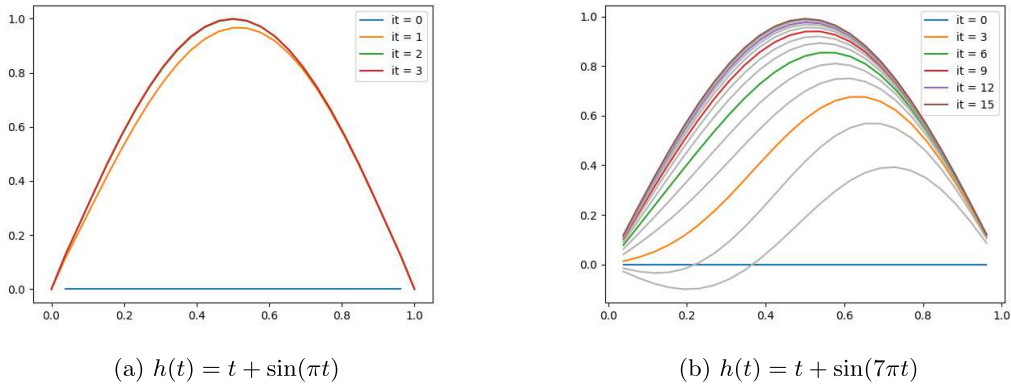 1.0
0.8
0.6
0.4
0.2
0.0
0.0 0.2 0.4 0.6 0.8 1.0
it = 0
it = 1
it = 2
it = 3
(a) h(t) = t + sin(πt)
1.0
0.8
0.6
0.4
0.2
0.0
0.0 0.2 0.4 0.6 0.8 1.0
it = 0
it = 3
it = 6
it = 9
it = 12
it = 15
(b) h(t) = t + sin(7πt)